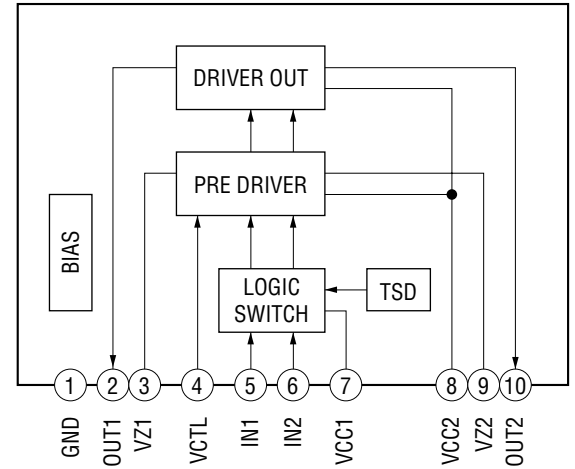 DRIVER OUT
PRE DRIVER
BIAS
LOGIC
SWITCH
TSD
1
2
3
4
5
6
7
8
9
10
GND
OUT1
VZ1
VCTL
IN1
IN2
VCC1
VCC2
VZ2
OUT2